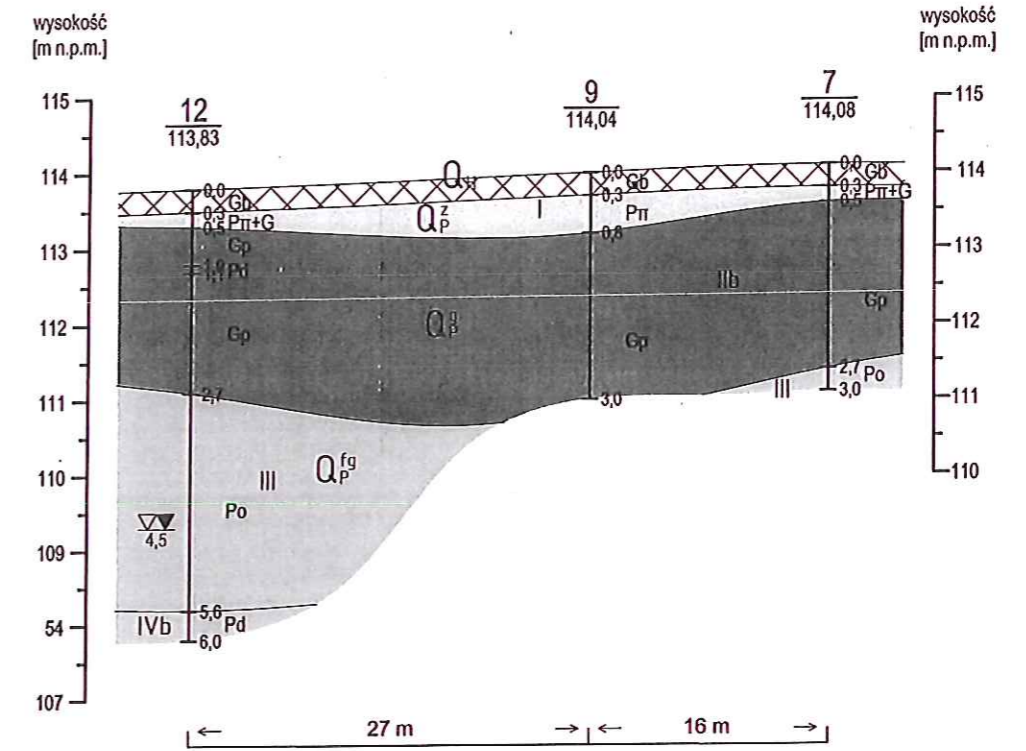 wysokość
[m n.p.m.]
wysokość
[m n.p.m.]
115
114
113
112
111
110
109
54
107
115
114
113
112
111
110
12
113,83
9
114,04
7
114,08
0,0
Gb
0,3
Pπ+G
0,5
Gp
1,0
1,1
Pd
Gp
2,7
Po
5,6
Pd
6,0
0,0
Gb
0,3
Pπ
0,8
Gp
3,0
0,0
Gb
0,3
Pπ+G
0,5
Gp
2,7
Po
3,0
Q
Q z P
I
IIb
Q g P
III
Q fg P
III
4,5
IVb
27 m
16 m